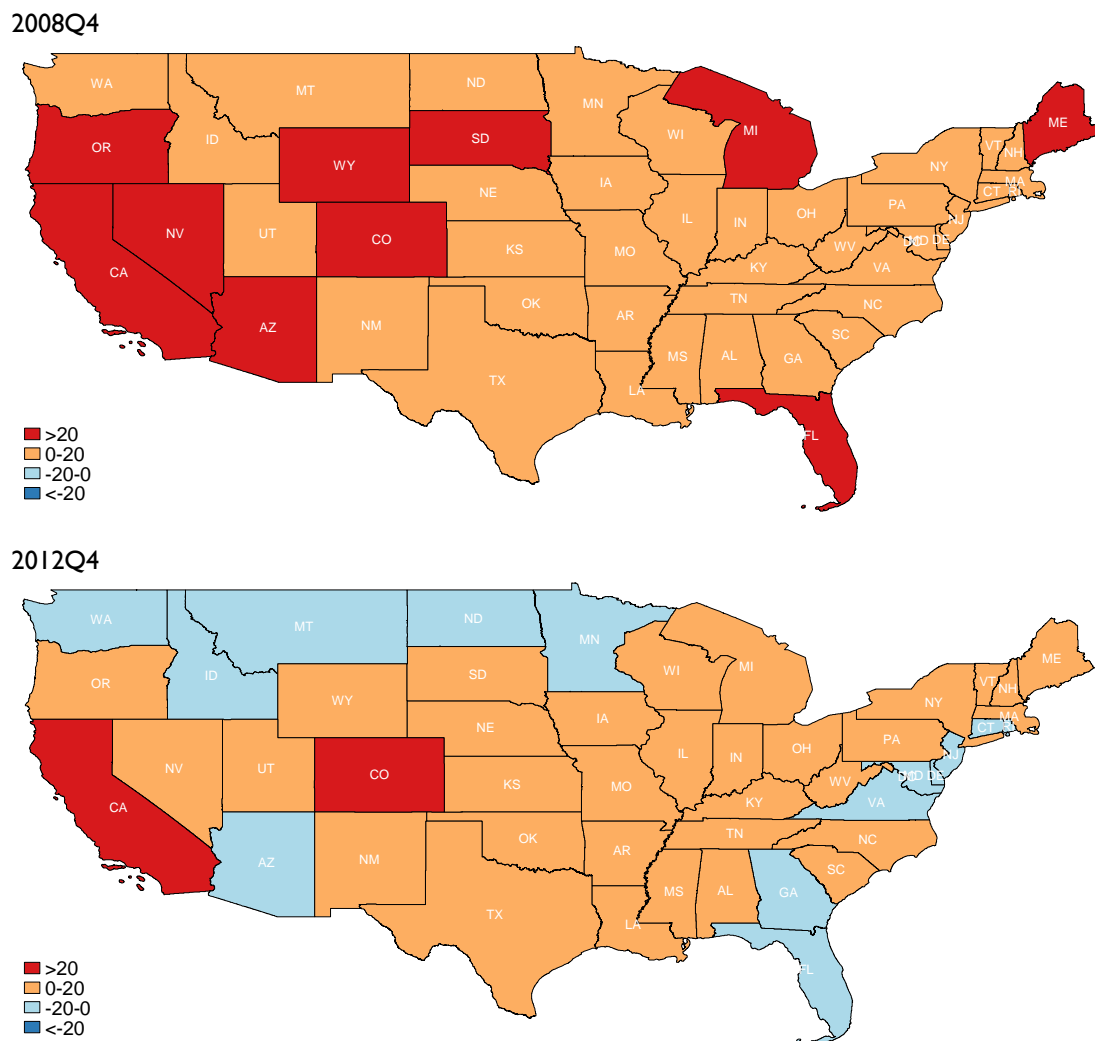 2008Q4
WA
MT
ND
MN
OR
ID
WY
SD
WI
MI
ME
VT
NH
NY
MA
CT
RI
NV
UT
CO
NE
IA
IL
IN
OH
PA
NJ
CA
AZ
NM
KS
MO
KY
WV
VA
DC
MD
DE
OK
AR
TN
NC
TX
LA
MS
AL
GA
SC
FL
>20
0-20
-20-0
<-20
2012Q4
WA
MT
ND
MN
OR
ID
WY
SD
WI
MI
ME
VT
NH
NY
MA
CT
RI
NV
UT
CO
NE
IA
IL
IN
OH
PA
NJ
CA
AZ
NM
KS
MO
KY
WV
VA
DC
MD
DE
OK
AR
TN
NC
TX
LA
MS
AL
GA
SC
FL
>20
0-20
-20-0
<-20